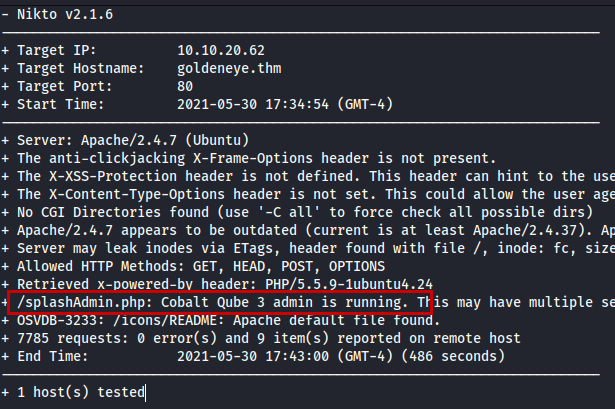 - Nikto v2.1.6
+ Target IP: 10.10.20.62
+ Target Hostname: goldeneye.thm
+ Target Port: 80
+ Start Time: 2021-05-30 17:34:54 (GMT-4)
+ Server: Apache/2.4.7 (Ubuntu)
+ The anti-clickjacking X-Frame-Options header is not present.
+ The X-XSS-Protection header is not defined. This header can hint to the use
+ The X-Content-Type-Options header is not set. This could allow the user age
+ No CGI Directories found (use '-C all' to force check all possible dirs)
+ Apache/2.4.7 appears to be outdated (current is at least Apache/2.4.37). Ap
+ Server may leak inodes via ETags, header found with file /, inode: fc, size
+ Allowed HTTP Methods: GET, HEAD, POST, OPTIONS
+ Retrieved x-powered-by header: PHP/5.5.9-1ubuntu4.24
+ /splashAdmin.php: Cobalt Qube 3 admin is running. This may have multiple se
+ OSVDB-3233: /icons/README: Apache default file found.
+ 7785 requests: 0 error(s) and 9 item(s) reported on remote host
+ End Time: 2021-05-30 17:43:00 (GMT-4) (486 seconds)
+ 1 host(s) tested